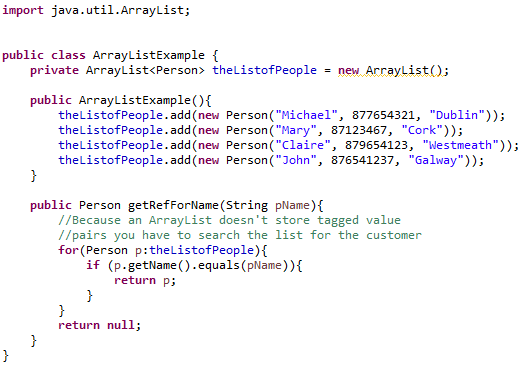 import java.util.ArrayList;
public class ArrayListExample {
private ArrayList<Person> theListofPeople = new ArrayList();
public ArrayListExample(){
theListofPeople.add(new Person("Michael", 877654321, "Dublin"));
theListofPeople.add(new Person("Mary", 87123467, "Cork"));
theListofPeople.add(new Person("Claire", 879654123, "Westmeath"));
theListofPeople.add(new Person("John", 876541237, "Galway"));
}
public Person getRefForName(String pName){
//Because an ArrayList doesn't store tagged value
//pairs you have to search the list for the customer
for(Person p:theListofPeople){
if (p.getName().equals(pName)){
return p;
}
}
return null;
}
}